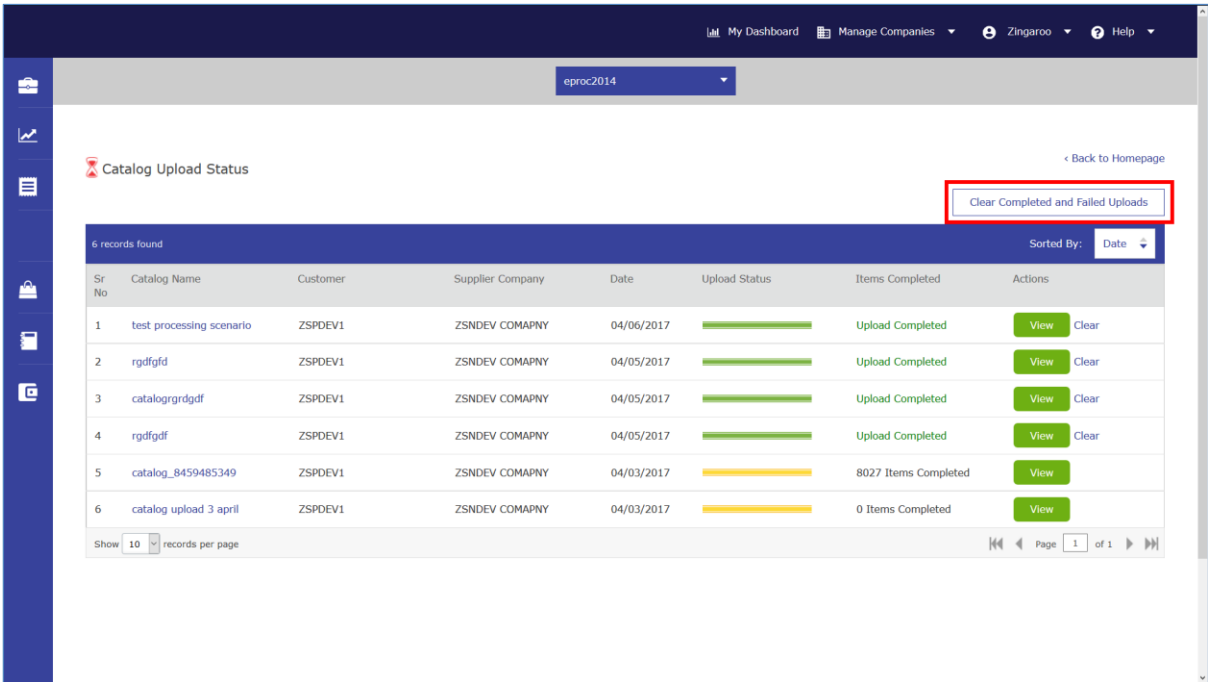 My Dashboard Manage Companies Zingaroo Help
eproc2014
Catalog Upload Status
‹ Back to Homepage
Clear Completed and Failed Uploads
6 records found Sorted By: Date
Sr No Catalog Name Customer Supplier Company Date Upload Status Items Completed Actions
1 test processing scenario ZSPDEV1 ZSNDEV COMAPNY 04/06/2017 Upload Completed View Clear
2 rgdfgfd ZSPDEV1 ZSNDEV COMAPNY 04/05/2017 Upload Completed View Clear
3 catalogrgrdgdf ZSPDEV1 ZSNDEV COMAPNY 04/05/2017 Upload Completed View Clear
4 rgdfgdf ZSPDEV1 ZSNDEV COMAPNY 04/05/2017 Upload Completed View Clear
5 catalog_8459485349 ZSPDEV1 ZSNDEV COMAPNY 04/03/2017 8027 Items Completed View
6 catalog upload 3 april ZSPDEV1 ZSNDEV COMAPNY 04/03/2017 0 Items Completed View
Show 10 records per page Page 1 of 1